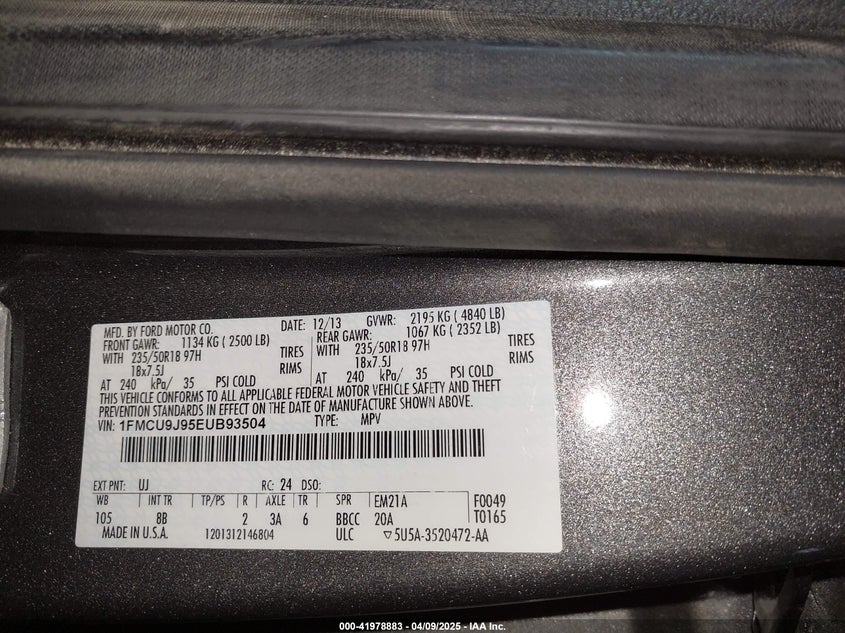 MFD. BY FORD MOTOR CO. DATE: 12/13 GVWR: 2195 KG ( 4840 LB)
FRONT GAWR: 1134 KG ( 2500 LB) REAR GAWR: 1067 KG ( 2352 LB)
WITH 235/50R18 97H TIRES WITH 235/50R18 97H TIRES
18x7.5J RIMS 18x7.5J RIMS
AT 240 kPa/ 35 PSI COLD AT 240 kPa/ 35 PSI COLD
THIS VEHICLE CONFORMS TO ALL APPLICABLE FEDERAL MOTOR VEHICLE SAFETY AND THEFT
PREVENTION STANDARDS IN EFFECT ON THE DATE OF MANUFACTURE SHOWN ABOVE.
VIN: 1FMCU9J95EUB93504 TYPE: MPV
EXT PNT: UJ RC: 24 DSO:
WB INT TR TP/PS R AXLE TR SPR EM21A F0049
105 8B 2 3A 6 BBCC 20A T0165
MADE IN U.S.A. 1201312146804 ULC ▽5U5A-3520472-AA
000-41978883 / 04/09/2025 - IAA Inc.